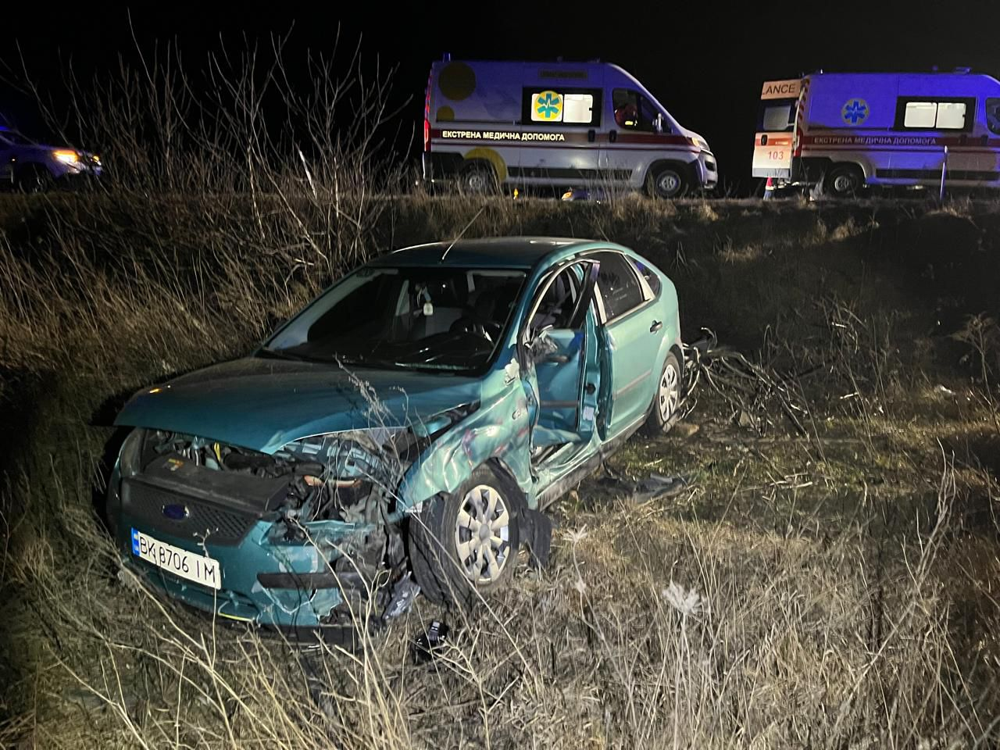 ЕКСТРЕНА МЕДИЧНА ДОПОМОГА
LANCE
ЕКСТРЕНА МЕДИЧНА ДОПОМОГА
103
BK 8706 IM